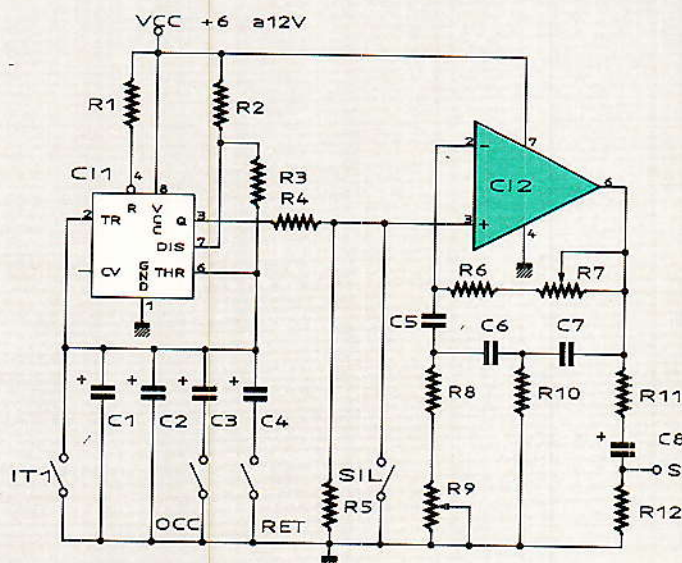 VCC +6 a12V
R1
R2
R3
R4
CI1
4
8
R
VCC
2
TR
Q
3
DIS
7
CV
GND
THR
6
1
2
-
7
CI2
6
3
+
4
R6
R7
C5
C6
C7
R8
R10
R11
+
C1
+
C2
+
C3
+
C4
+
C8
IT1
OCC
RET
SIL
R5
R9
S
R12